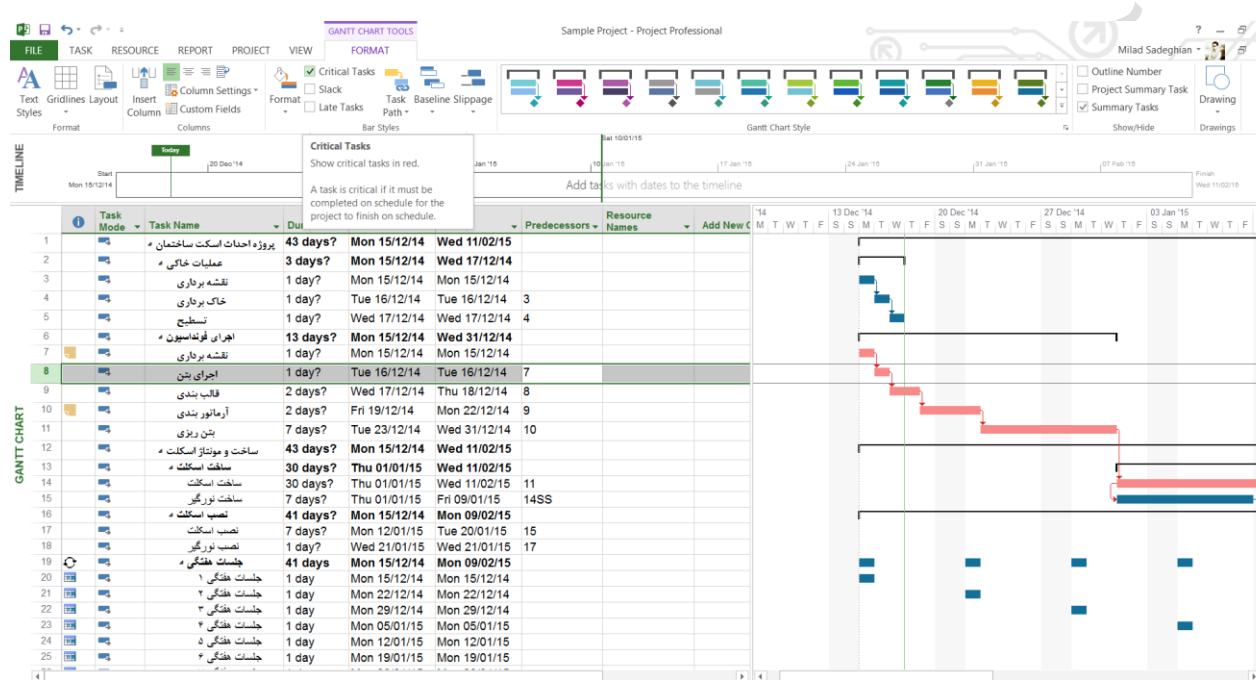 GANTT CHART TOOLS
Sample Project - Project Professional
FILE TASK RESOURCE REPORT PROJECT VIEW FORMAT
Milad Sadeghian
Text Styles
Gridlines
Layout
Format
Insert Column
Column Settings
Custom Fields
Columns
Format
Critical Tasks
Slack
Late Tasks
Task Path
Baseline
Slippage
Bar Styles
Gantt Chart Style
Outline Number
Project Summary Task
Summary Tasks
Show/Hide
Drawing
Drawings
Critical Tasks
Show critical tasks in red.
A task is critical if it must be
completed on schedule for the
project to finish on schedule.
TIMELINE
Today
Sat 10/01/15
20 Dec '14
Jan '15
10 Jan '15
17 Jan '15
24 Jan '15
31 Jan '15
07 Feb '15
Start
Mon 15/12/14
Add tasks with dates to the timeline
Finish
Wed 11/02/15
GANTT CHART
Task Mode Task Name Du Predecessors Resource Names Add New C
'14 13 Dec '14 20 Dec '14 27 Dec '14 03 Jan '15
M T W T F S S M T W T F S S M T W T F S S M T W T F S S M T W T F
1 پروژه احداث اسکت ساختمان 43 days? Mon 15/12/14 Wed 11/02/15
2 عملیات خاکی 3 days? Mon 15/12/14 Wed 17/12/14
3 نقشه برداری 1 day? Mon 15/12/14 Mon 15/12/14
4 خاک برداری 1 day? Tue 16/12/14 Tue 16/12/14 3
5 تسطیح 1 day? Wed 17/12/14 Wed 17/12/14 4
6 اجرای فونداسیون 13 days? Mon 15/12/14 Wed 31/12/14
7 نقشه برداری 1 day? Mon 15/12/14 Mon 15/12/14
8 اجرای بتن 1 day? Tue 16/12/14 Tue 16/12/14 7
9 قالب بندی 2 days? Wed 17/12/14 Thu 18/12/14 8
10 آرماتور بندی 2 days? Fri 19/12/14 Mon 22/12/14 9
11 بتن ریزی 7 days? Tue 23/12/14 Wed 31/12/14 10
12 ساخت و مونتاژ اسکلت 43 days? Mon 15/12/14 Wed 11/02/15
13 ساخت اسکلت 30 days? Thu 01/01/15 Wed 11/02/15
14 ساخت اسکلت 30 days? Thu 01/01/15 Wed 11/02/15 11
15 ساخت نورگیر 7 days? Thu 01/01/15 Fri 09/01/15 14SS
16 نصب اسکلت 41 days? Mon 15/12/14 Mon 09/02/15
17 نصب اسکلت 7 days? Mon 12/01/15 Tue 20/01/15 15
18 نصب نورگیر 1 day? Wed 21/01/15 Wed 21/01/15 17
19 جلسات هفتگی 41 days Mon 15/12/14 Mon 09/02/15
20 جلسات هفتگی ۱ 1 day Mon 15/12/14 Mon 15/12/14
21 جلسات هفتگی ۲ 1 day Mon 22/12/14 Mon 22/12/14
22 جلسات هفتگی ۳ 1 day Mon 29/12/14 Mon 29/12/14
23 جلسات هفتگی ۴ 1 day Mon 05/01/15 Mon 05/01/15
24 جلسات هفتگی ۵ 1 day Mon 12/01/15 Mon 12/01/15
25 جلسات هفتگی ۶ 1 day Mon 19/01/15 Mon 19/01/15